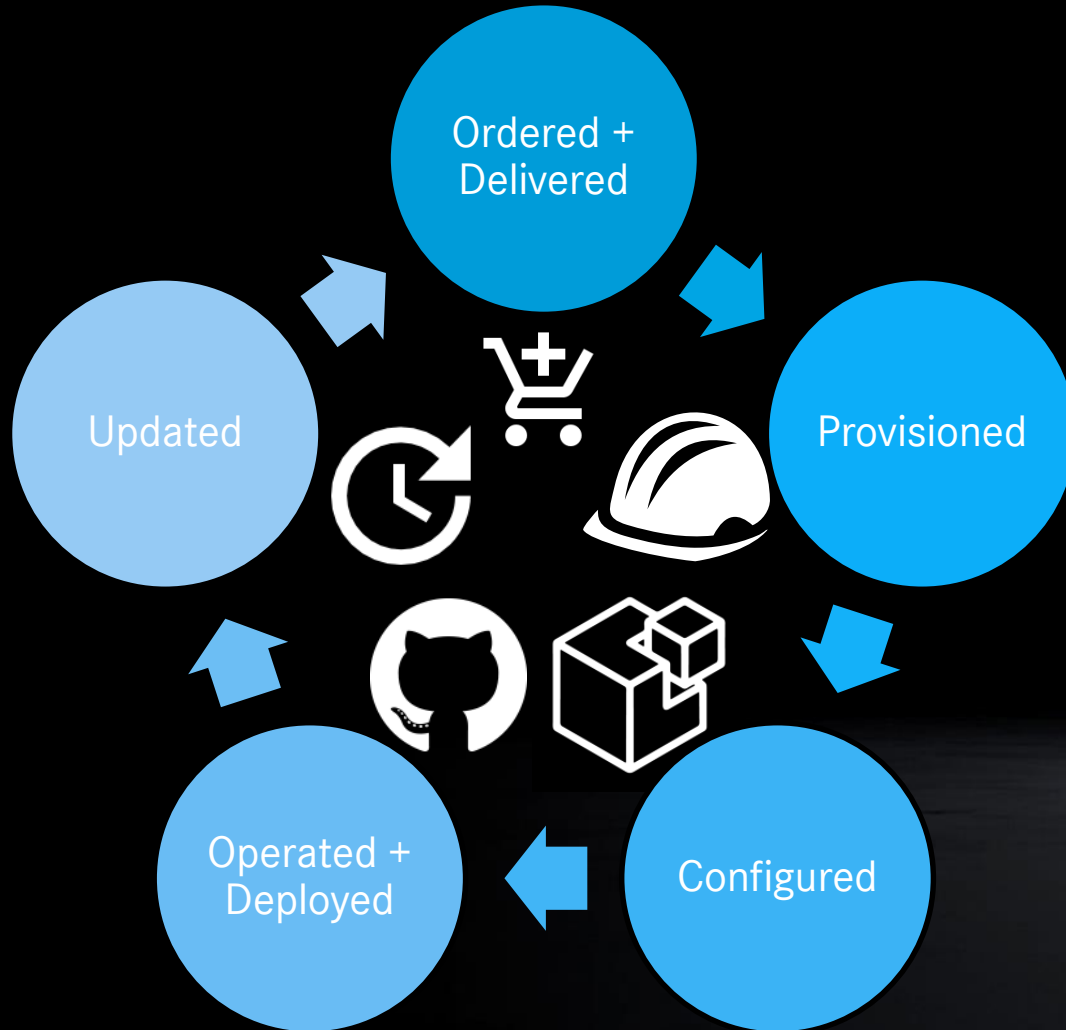 Ordered +
Delivered
Provisioned
Configured
Operated +
Deployed
Updated